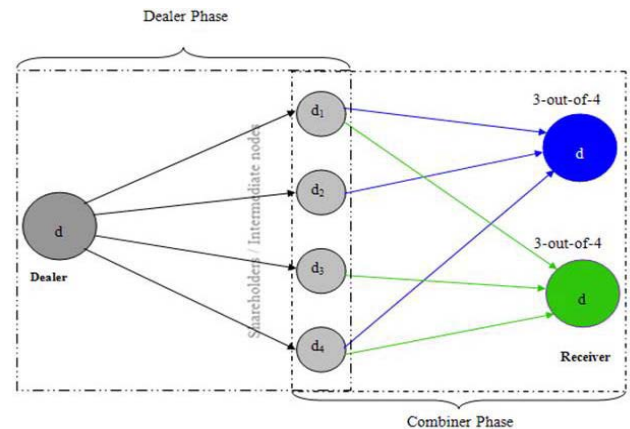 Dealer Phase
3-out-of-4
d
d
Dealer
Shareholders / Intermediate nodes
d1
d2
d3
d4
3-out-of-4
d
Receiver
Combiner Phase